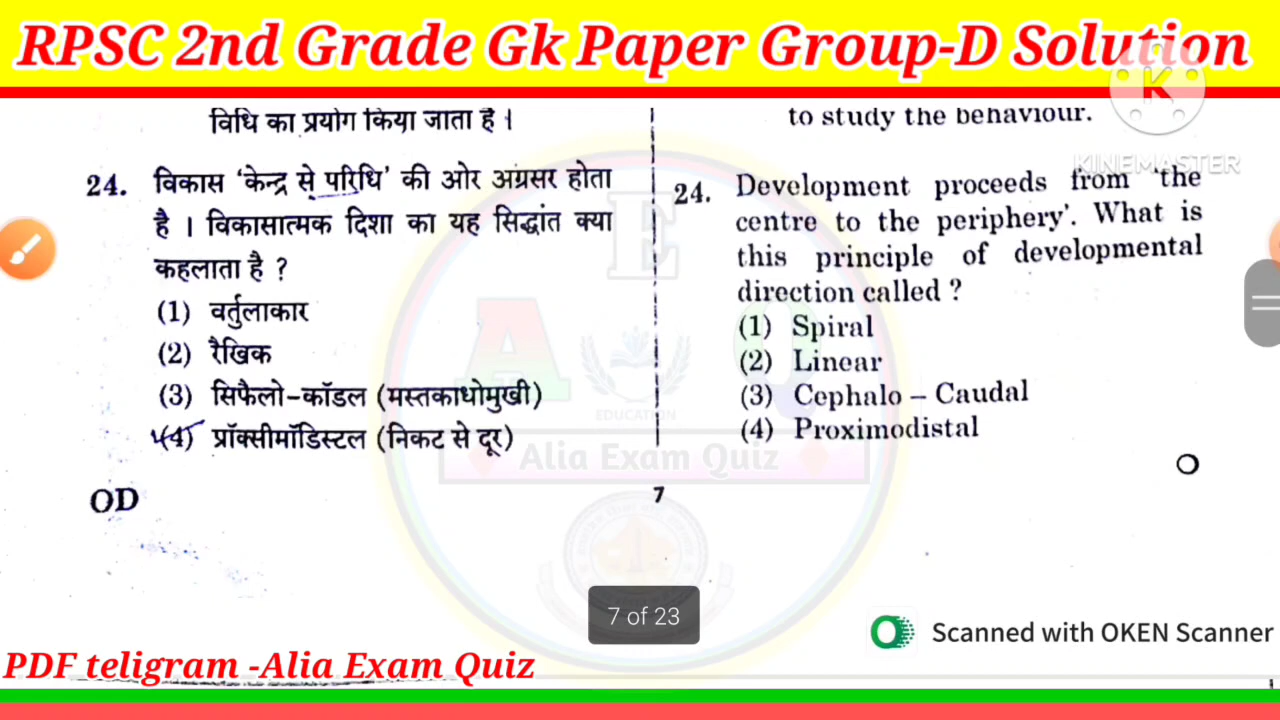 RPSC 2nd Grade Gk Paper Group-D Solution
K
KINEMASTER
विधि का प्रयोग किया जाता है ।
24. विकास ‘केन्द्र से परिधि’ की ओर अग्रसर होता
है । विकासात्मक दिशा का यह सिद्धांत क्या
कहलाता है ?
(1) वर्तुलाकार
(2) रैखिक
(3) सिफैलो–कॉडल (मस्तकाधोमुखी)
(4) प्रॉक्सीमॉडिस्टल (निकट से दूर)
OD
to study the behaviour.
24. Development proceeds from ‘the
centre to the periphery’. What is
this principle of developmental
direction called ?
(1) Spiral
(2) Linear
(3) Cephalo – Caudal
(4) Proximodistal
O
7
E
A Q
EDUCATION
Alia Exam Quiz
7 of 23
Scanned with OKEN Scanner
PDF teligram -Alia Exam Quiz